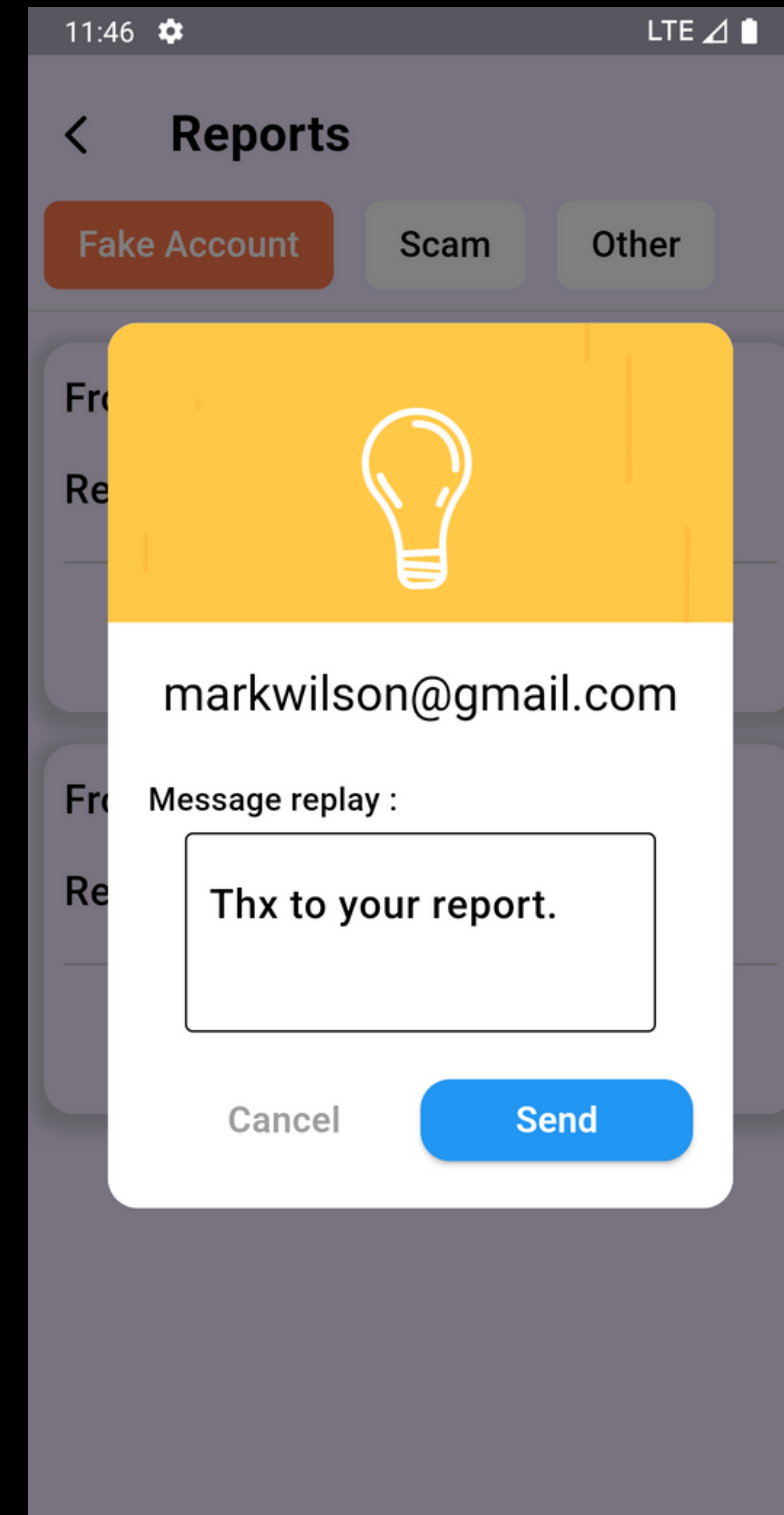 11:46 LTE
Reports
Fake Account Scam Other
markwilson@gmail.com
Message replay :
Thx to your report.
Cancel Send